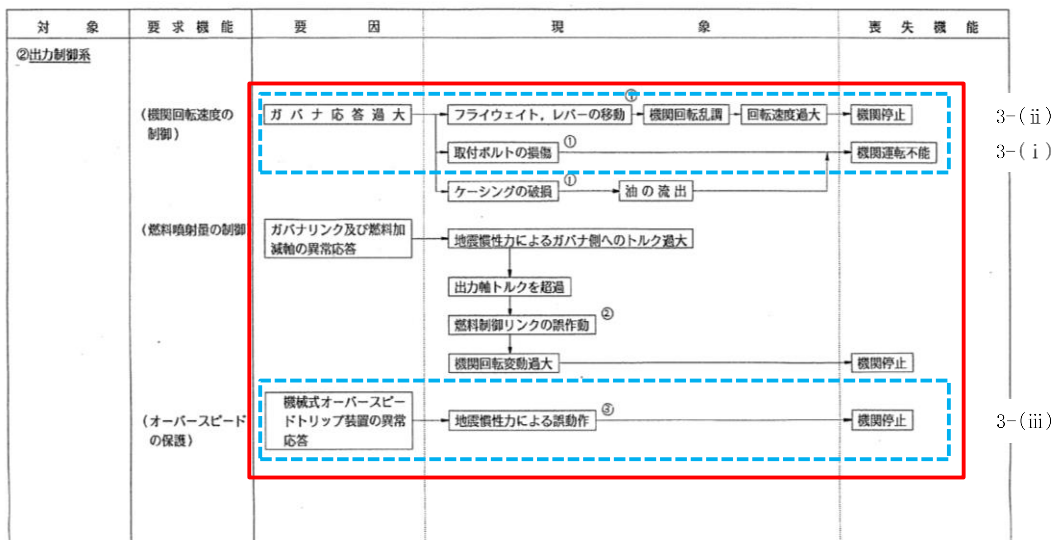 対象 要求機能 要因 現象 喪失機能
②出力制御系
(機関回転速度の
制御)
ガバナ応答過大
フライウェイト，レバーの移動 機関回転乱調 回転速度過大 機関停止 3-(ⅱ)
取付ボルトの損傷 ① 機関運転不能 3-(ⅰ)
ケーシングの破損 ① 油の流出
(燃料噴射量の制御
ガバナリンク及び燃料加
減軸の異常応答
地震慣性力によるガバナ側へのトルク過大
出力軸トルクを超過
燃料制御リンクの誤作動 ②
機関回転変動過大 機関停止
(オーバースピード
の保護)
機械式オーバースピー
ドトリップ装置の異常
応答
地震慣性力による誤動作 ③ 機関停止 3-(ⅲ)